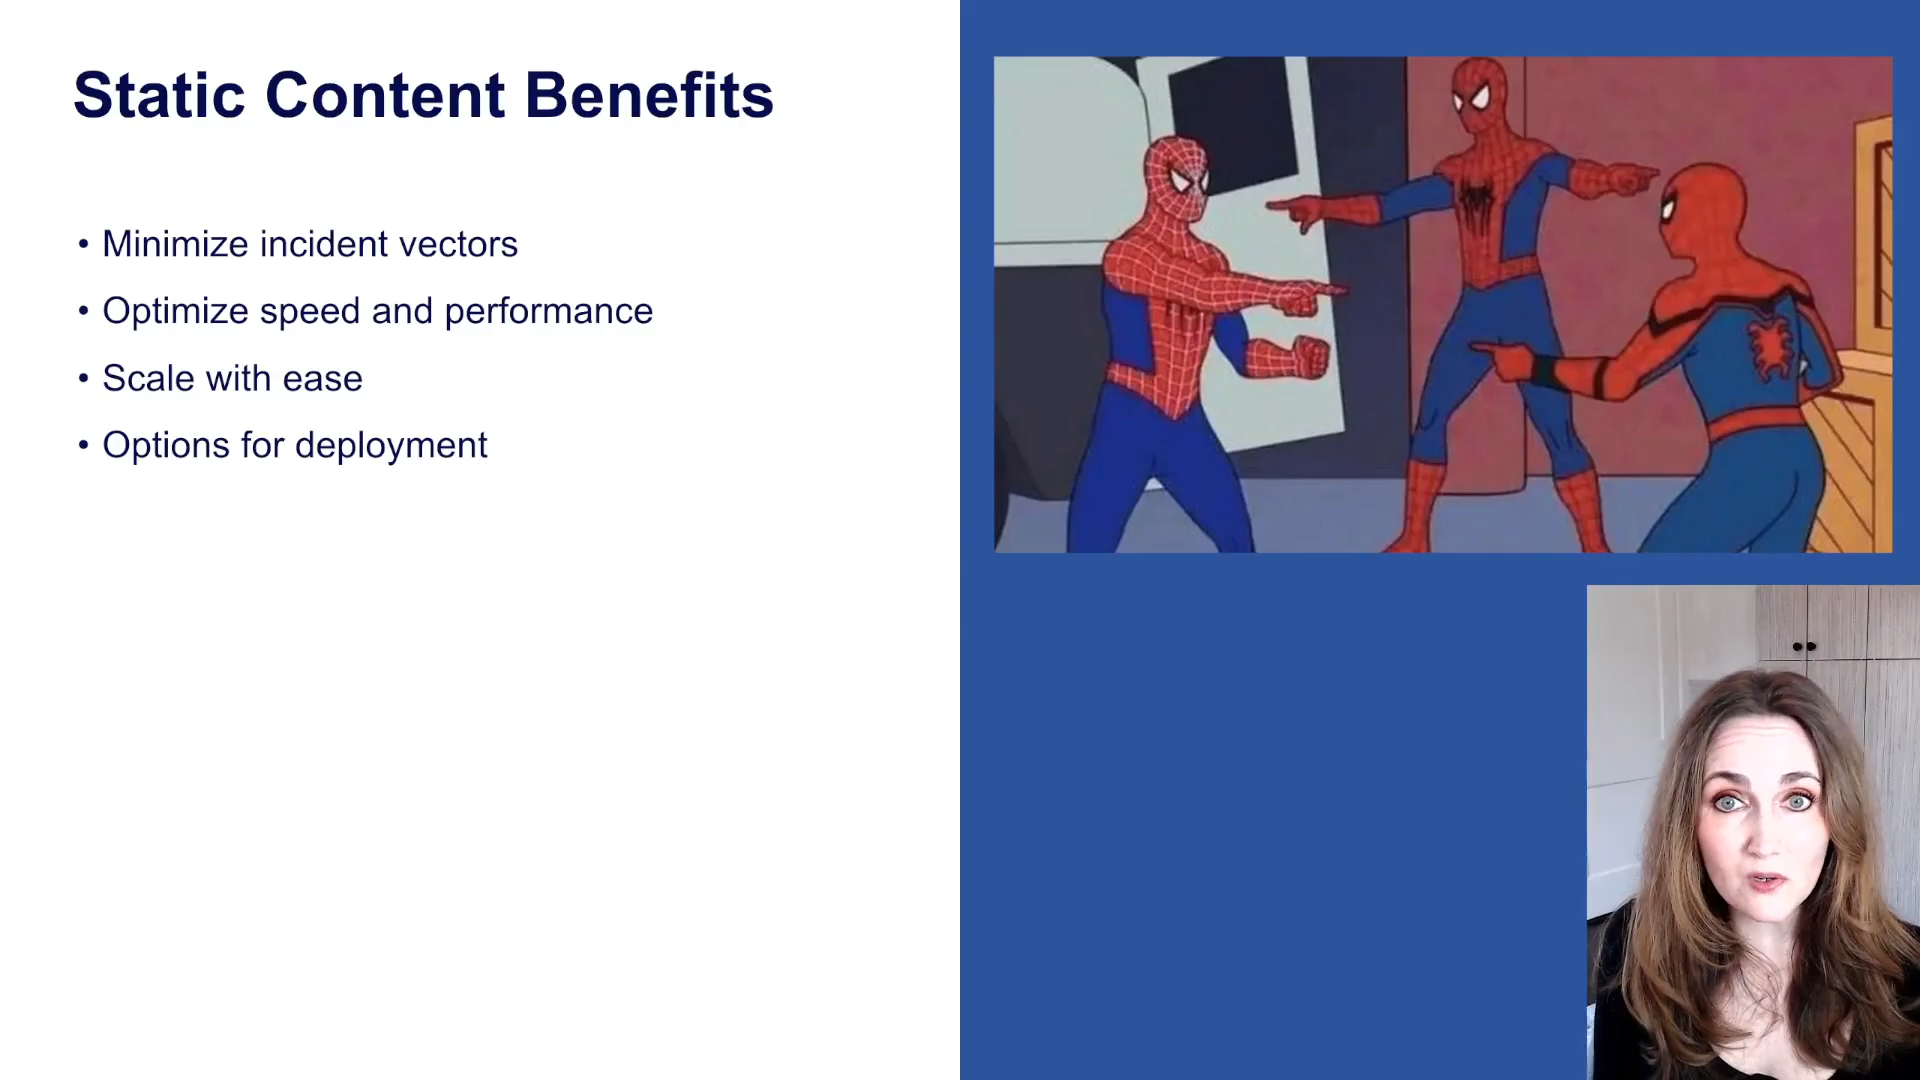 Static Content Benefits
• Minimize incident vectors
• Optimize speed and performance
• Scale with ease
• Options for deployment